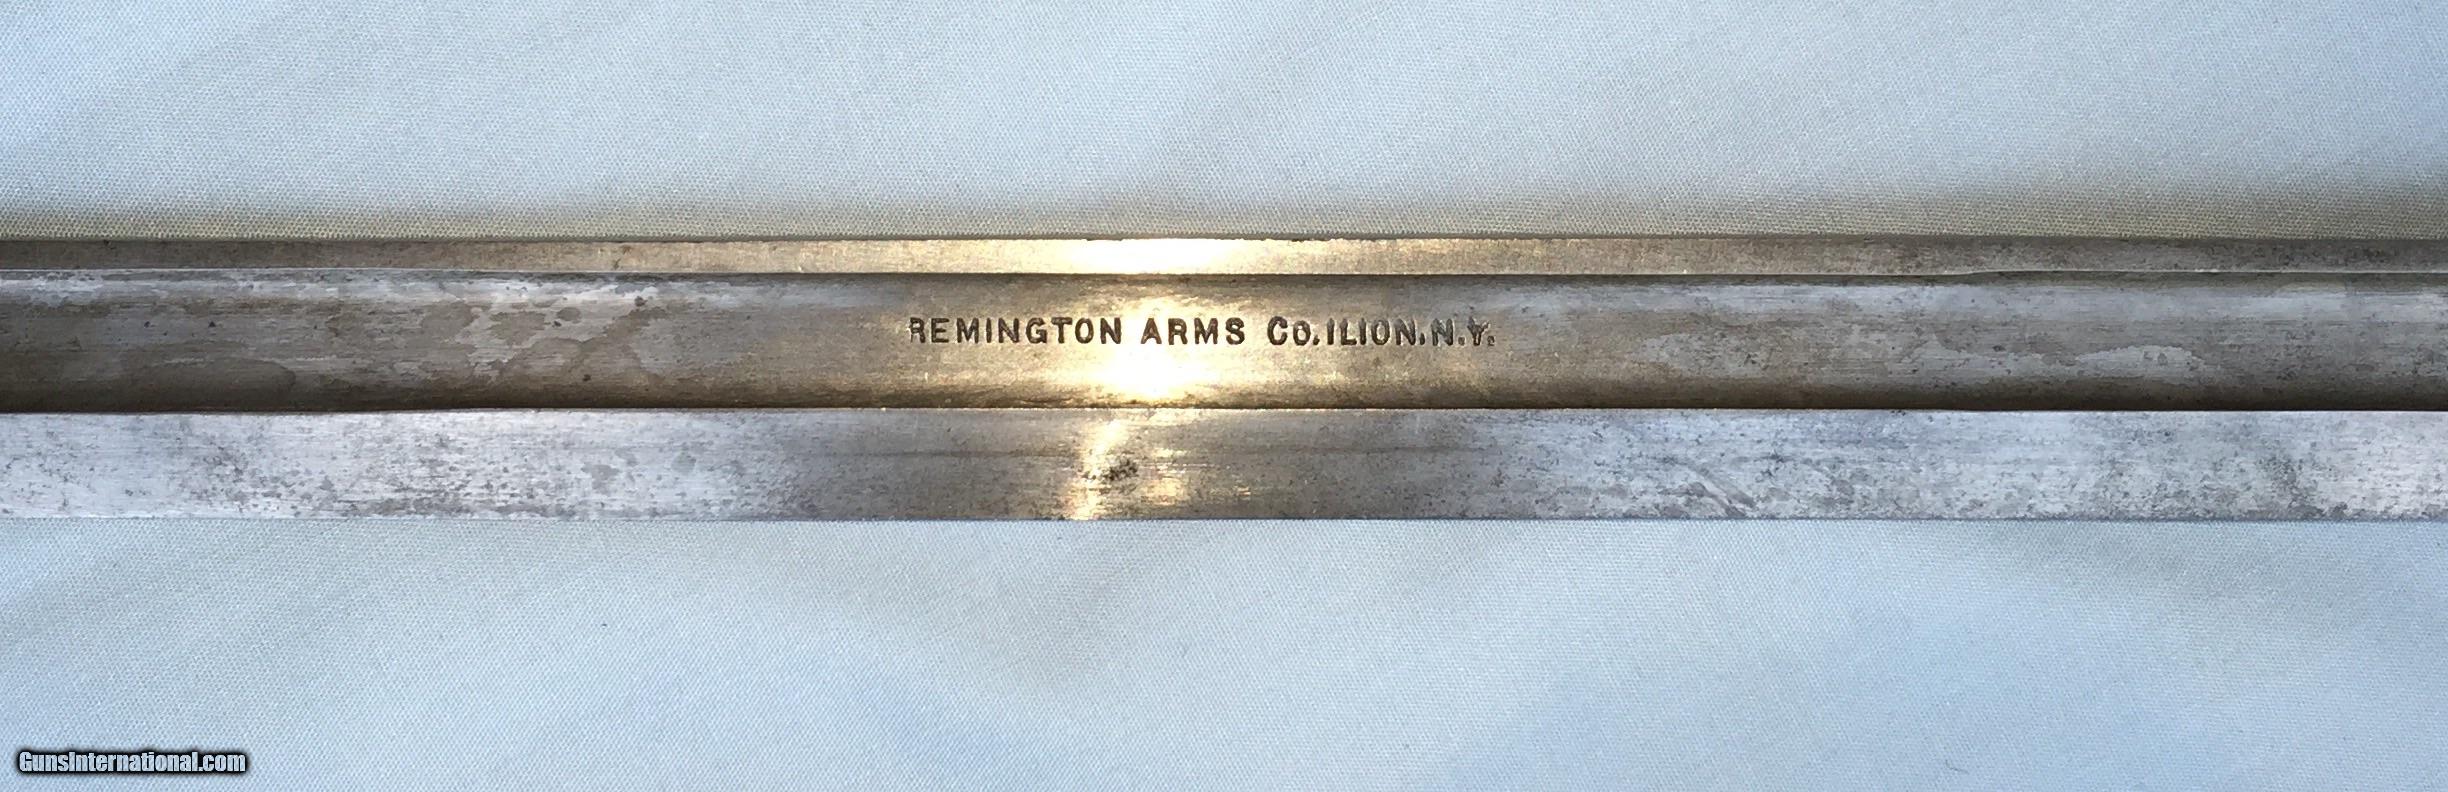 REMINGTON ARMS Co. ILION. N.Y.
GunsInternational.com